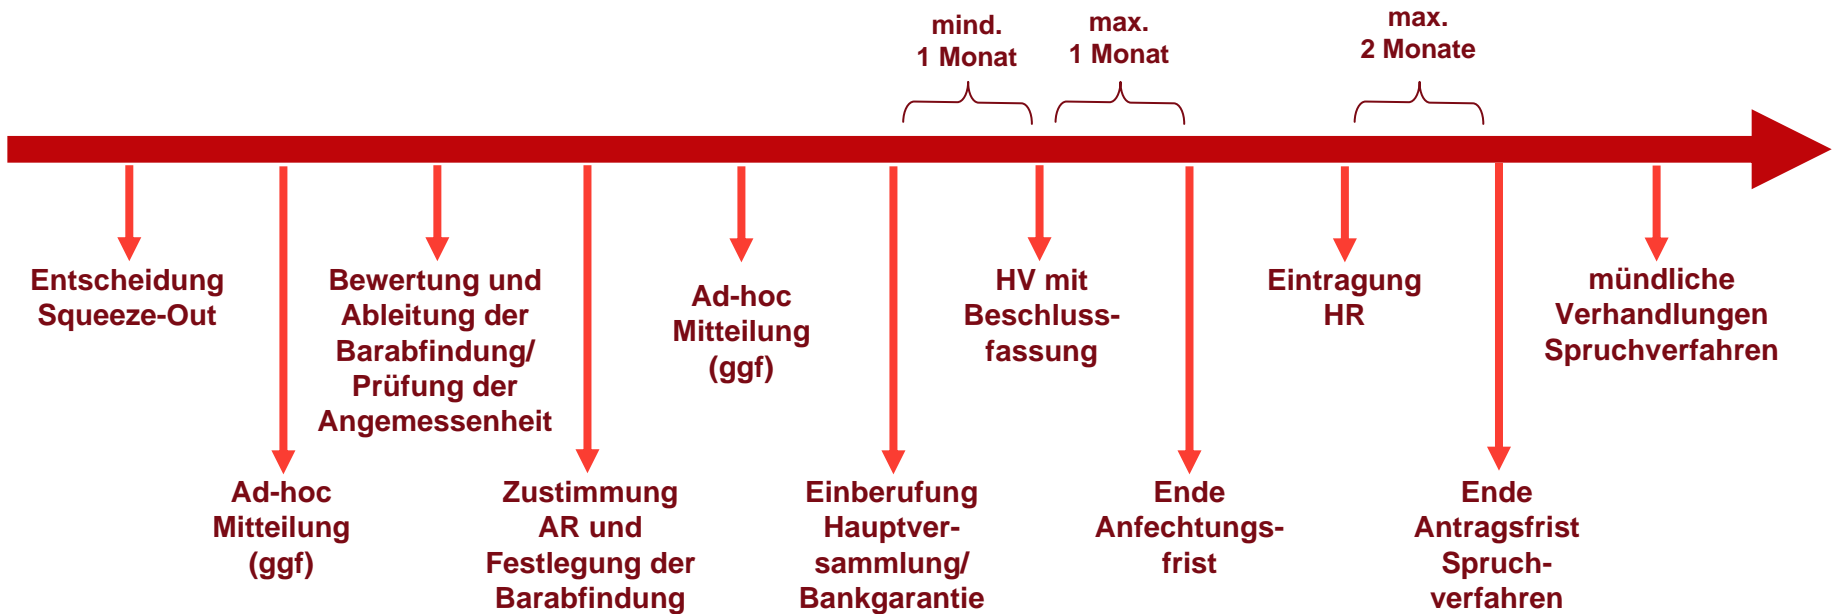 mind.
1 Monat
max.
1 Monat
max.
2 Monate
Entscheidung
Squeeze-Out
Ad-hoc
Mitteilung
(ggf)
Bewertung und
Ableitung der
Barabfindung/
Prüfung der
Angemessenheit
Zustimmung
AR und
Festlegung der
Barabfindung
Ad-hoc
Mitteilung
(ggf)
Einberufung
Hauptver-
sammlung/
Bankgarantie
HV mit
Beschluss-
fassung
Ende
Anfechtungs-
frist
Eintragung
HR
Ende
Antragsfrist
Spruch-
verfahren
mündliche
Verhandlungen
Spruchverfahren